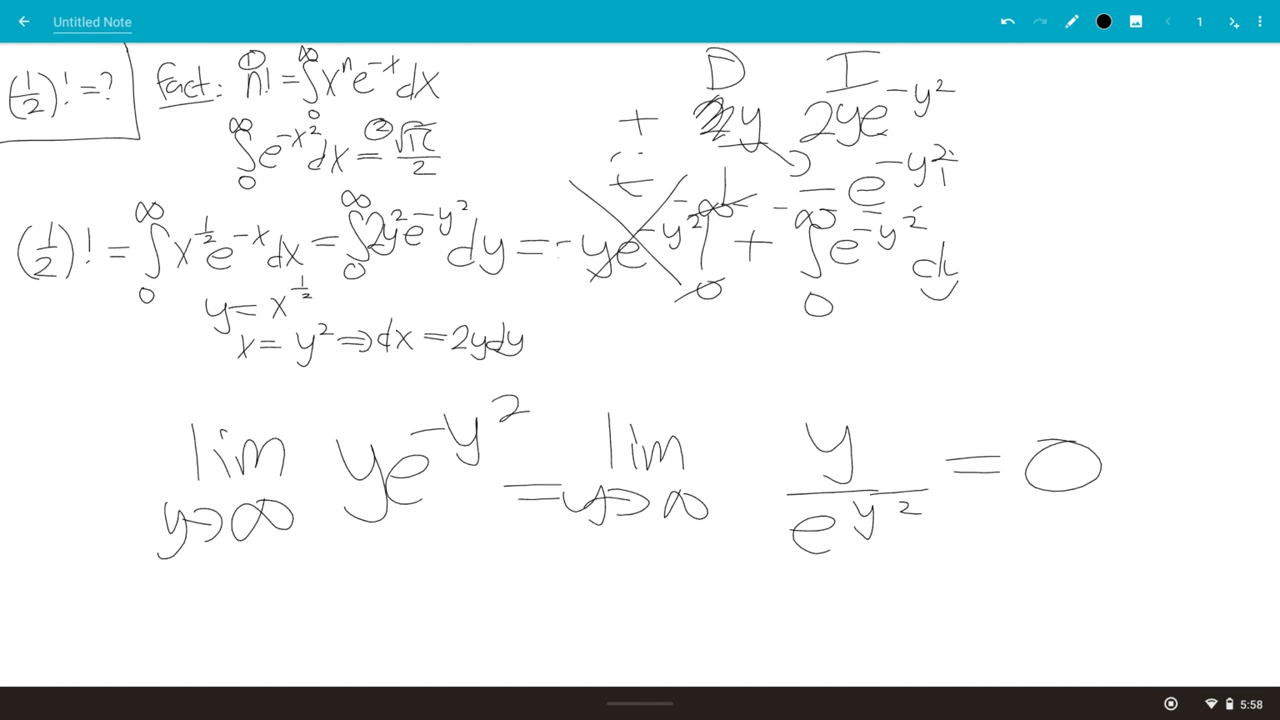 Untitled Note
1
(1/2)! = ?
Fact: ① n! = ∫₀^∞ xⁿe^(-x)dx
D I
∫₀^∞ e^(-x²)dx = ② √π/2
+ 2y 2ye^(-y²)
-e^(-y²)
(1/2)! = ∫₀^∞ x^(1/2)e^(-x)dx = ∫₀^∞ 2y²e^(-y²)dy = -ye^(-y²)|₀^∞ + ∫₀^∞ e^(-y²)dy
y = x^(1/2)
x = y² ⇒ dx = 2ydy
lim y→∞ ye^(-y²) = lim y→∞ y/e^(y²) = 0
5:58